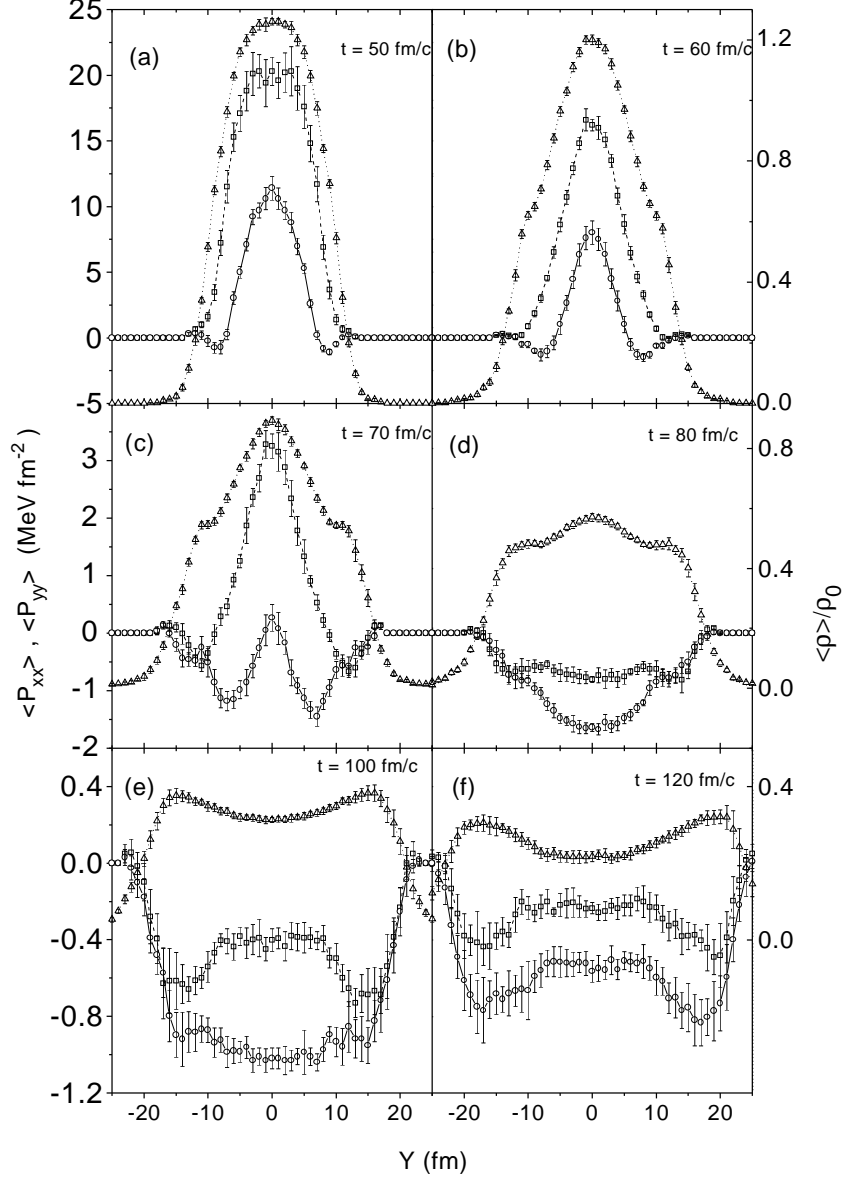 25
20
15
10
5
0
-5
(a)
t = 50 fm/c
(b)
t = 60 fm/c
1.2
0.8
0.4
0.0
3
2
1
0
-1
-2
(c)
t = 70 fm/c
(d)
t = 80 fm/c
0.8
0.4
0.0
0.4
0.0
-0.4
-0.8
-1.2
(e)
t = 100 fm/c
(f)
t = 120 fm/c
0.4
0.0
-20 -10 0 10 20
-20 -10 0 10 20
Y (fm)
<P_xx> , <P_yy> (MeV fm⁻²)
<ρ>/ρ₀